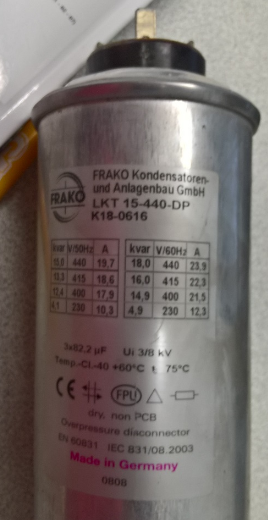 FRAKO
FRAKO Kondensatoren-
und Anlagenbau GmbH
LKT 15-440-DP
K18-0616
kvar V/50Hz A
15,0 440 19,7
13,3 415 18,6
12,4 400 17,9
4,1 230 10,3
kvar V/60Hz A
18,0 440 23,9
16,0 415 22,3
14,9 400 21,5
4,9 230 12,3
3x82,2 µF Ui 3/8 kV
Temp.-CL-40 +60°C 75°C
CE FPU
dry, non PCB
Overpressure disconnector
EN 60831 IEC 831/08.2003
Made in Germany
0808